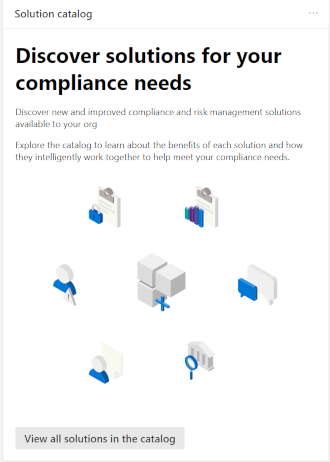 Solution catalog
Discover solutions for your
compliance needs
Discover new and improved compliance and risk management solutions
available to your org
Explore the catalog to learn about the benefits of each solution and how
they intelligently work together to help meet your compliance needs.
View all solutions in the catalog